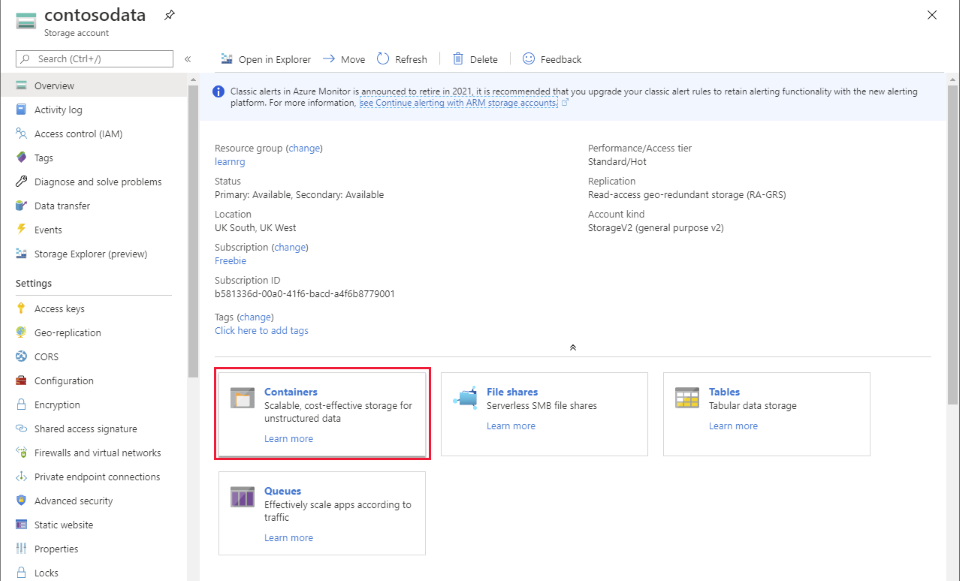 contosodata
Storage account
Search (Ctrl+/)
«
Overview
Activity log
Access control (IAM)
Tags
Diagnose and solve problems
Data transfer
Events
Storage Explorer (preview)
Settings
Access keys
Geo-replication
CORS
Configuration
Encryption
Shared access signature
Firewalls and virtual networks
Private endpoint connections
Advanced security
Static website
Properties
Locks
Open in Explorer Move Refresh Delete Feedback
Classic alerts in Azure Monitor is announced to retire in 2021, it is recommended that you upgrade your classic alert rules to retain alerting functionality with the new alerting
platform. For more information, see Continue alerting with ARM storage accounts.
Resource group (change)
learnrg
Status
Primary: Available, Secondary: Available
Location
UK South, UK West
Subscription (change)
Freebie
Subscription ID
b581336d-00a0-41f6-bacd-a4f6b8779001
Tags (change)
Click here to add tags
Performance/Access tier
Standard/Hot
Replication
Read-access geo-redundant storage (RA-GRS)
Account kind
StorageV2 (general purpose v2)
Containers
Scalable, cost-effective storage for
unstructured data
Learn more
File shares
Serverless SMB file shares
Learn more
Tables
Tabular data storage
Learn more
Queues
Effectively scale apps according to
traffic
Learn more